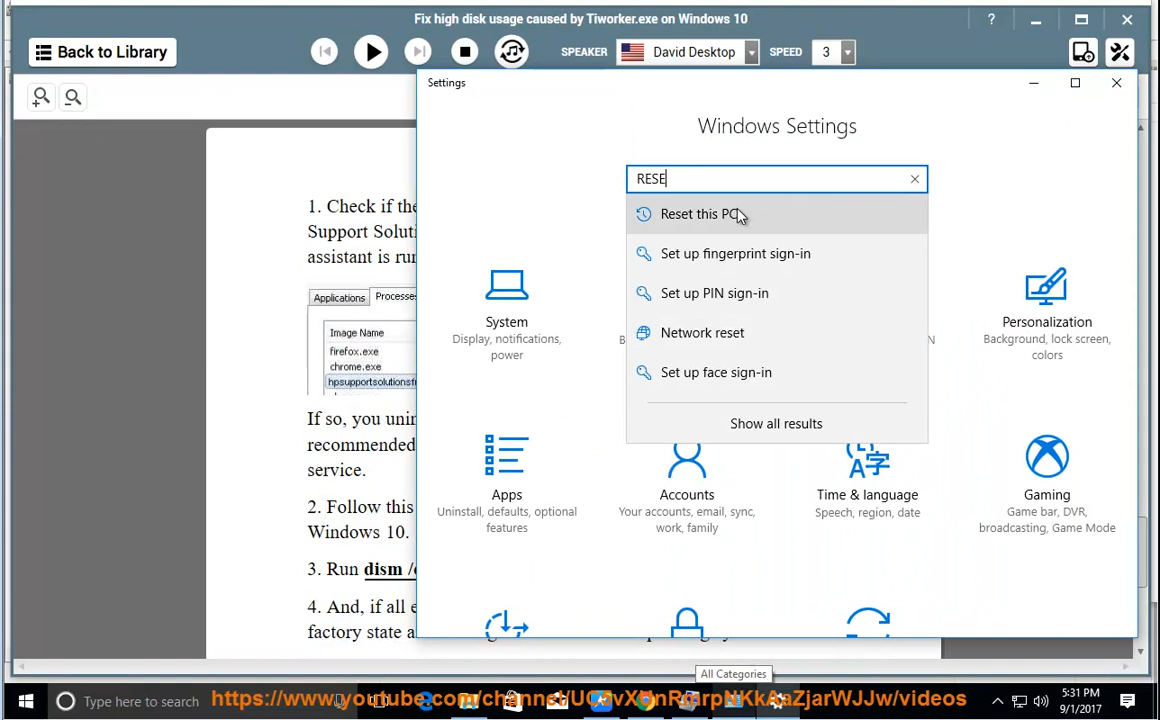 Fix high disk usage caused by Tiworker.exe on Windows 10
?
Back to Library
SPEAKER
David Desktop
SPEED
3
Settings
Windows Settings
RESE
Reset this PC
Set up fingerprint sign-in
Set up PIN sign-in
Network reset
Set up face sign-in
Show all results
System
Display, notifications,
power
Personalization
Background, lock screen,
colors
Apps
Uninstall, defaults, optional
features
Accounts
Your accounts, email, sync,
work, family
Time & language
Speech, region, date
Gaming
Game bar, DVR,
broadcasting, Game Mode
1. Check if the
Support Soluti
assistant is ru
Applications
Processes
Image Name
firefox.exe
chrome.exe
hpsupportsolutionsfr
If so, you unin
recommended
service.
2. Follow this
Windows 10.
3. Run dism /
4. And, if all e
factory state a
All Categories
Type here to search
5:31 PM
9/1/2017